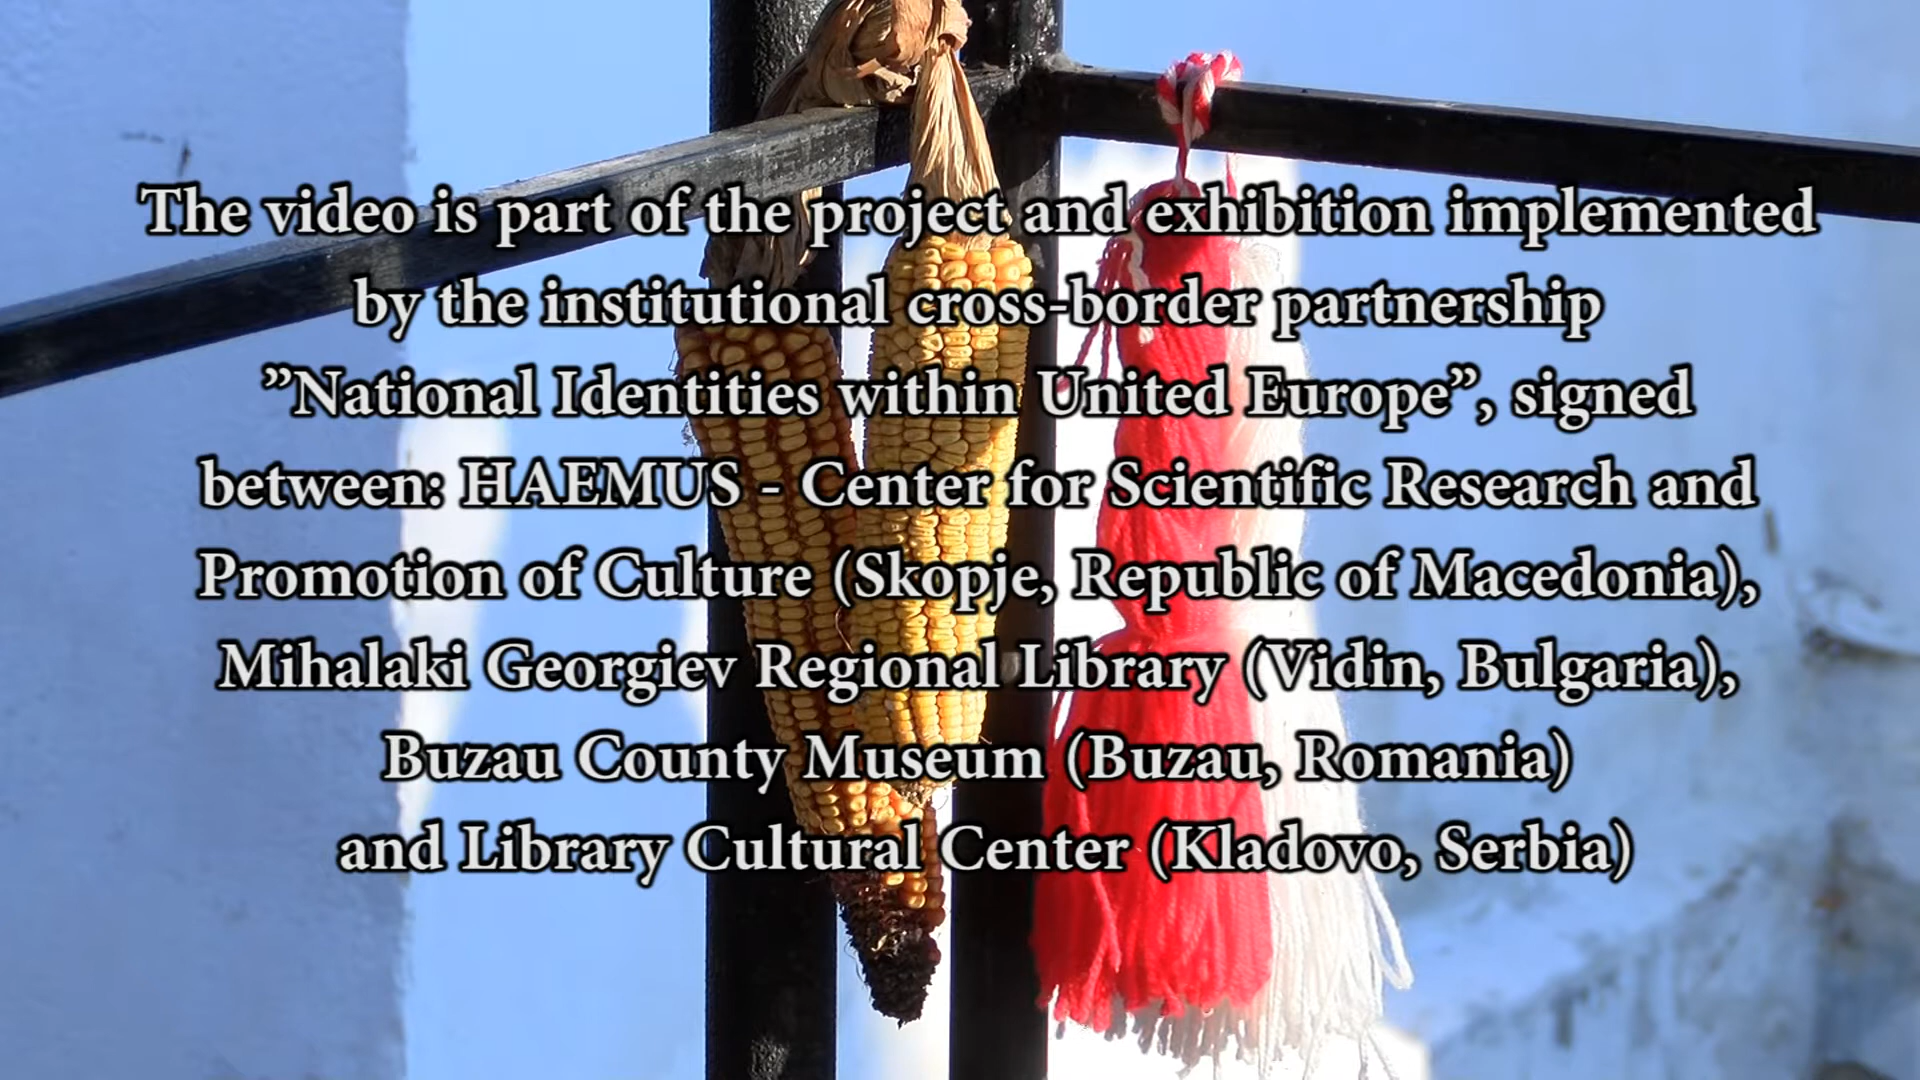 The video is part of the project and exhibition implemented
by the institutional cross-border partnership
”National Identities within United Europe”, signed
between: HAEMUS - Center for Scientific Research and
Promotion of Culture (Skopje, Republic of Macedonia),
Mihalaki Georgiev Regional Library (Vidin, Bulgaria),
Buzau County Museum (Buzau, Romania)
and Library Cultural Center (Kladovo, Serbia)